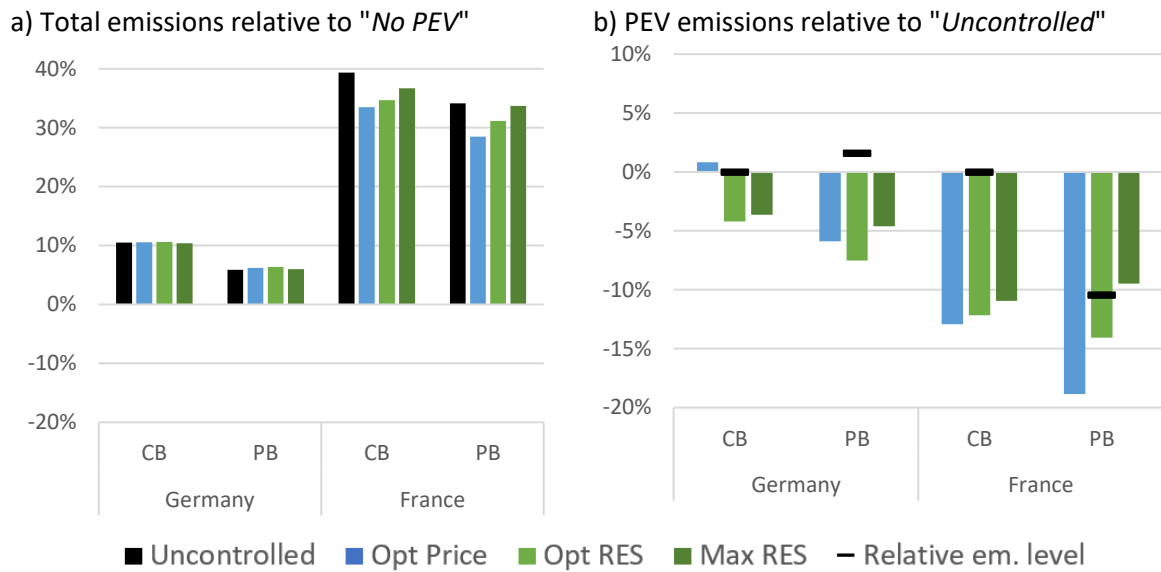 a) Total emissions relative to "No PEV"
40%
30%
20%
10%
0%
-10%
-20%
CB
PB
CB
PB
Germany
France
b) PEV emissions relative to "Uncontrolled"
10%
5%
0%
-5%
-10%
-15%
-20%
CB
PB
CB
PB
Germany
France
Uncontrolled Opt Price Opt RES Max RES Relative em. level